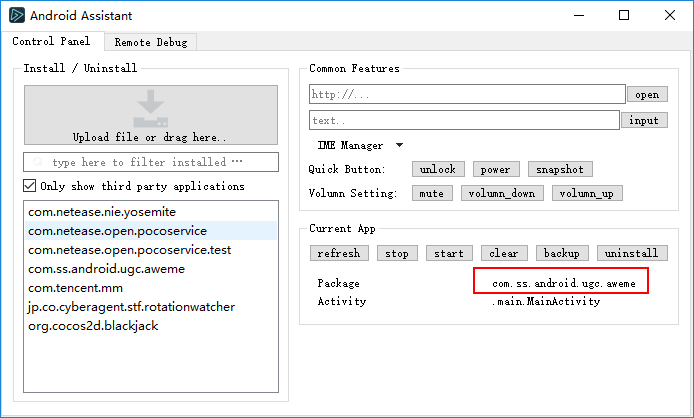 Android Assistant
Control Panel
Remote Debug
Install / Uninstall
Upload file or drag here..
type here to filter installed ...
Only show third party applications
com.netease.nie.yosemite
com.netease.open.pocoservice
com.netease.open.pocoservice.test
com.ss.android.ugc.aweme
com.tencent.mm
jp.co.cyberagent.stf.rotationwatcher
org.cocos2d.blackjack
Common Features
http://... open
text.. input
IME Manager
Quick Button: unlock power snapshot
Volumn Setting: mute volumn_down volumn_up
Current App
refresh stop start clear backup uninstall
Package com.ss.android.ugc.aweme
Activity .main.MainActivity